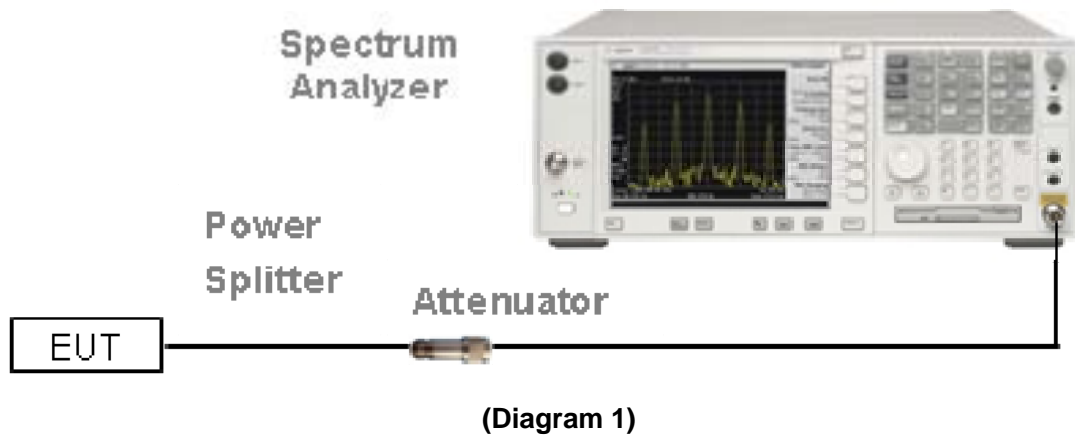 Spectrum
Analyzer
Power
Splitter
Attenuator
EUT
(Diagram 1)